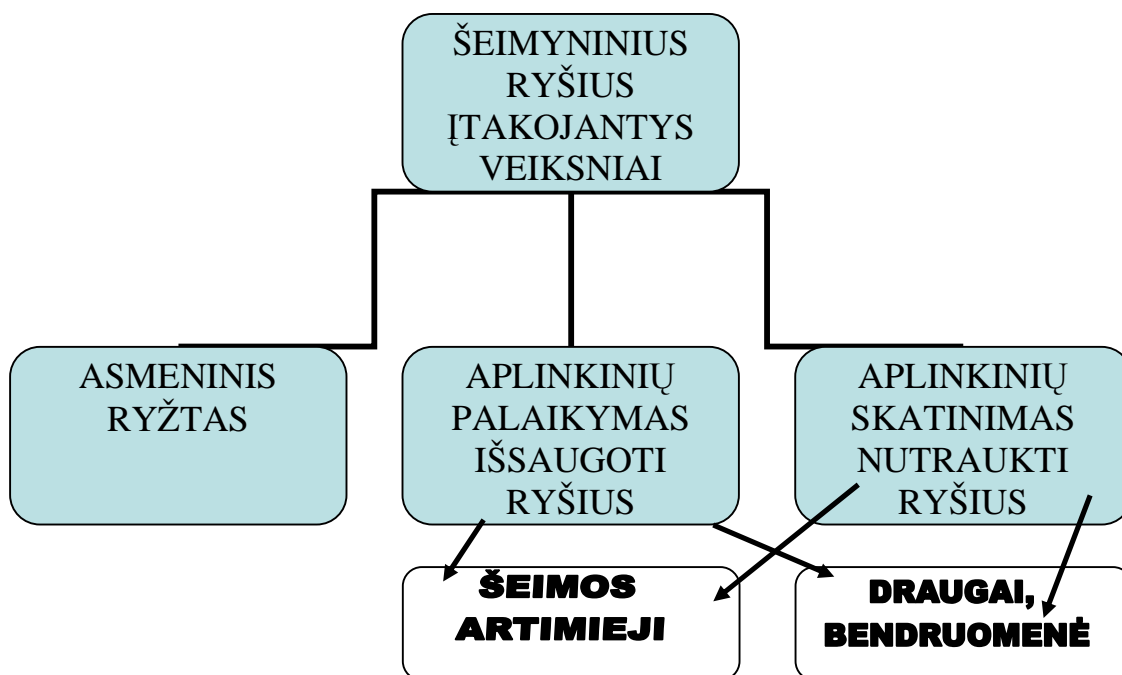 ŠEIMYNINIUS
RYŠIUS
ĮTAKOJANTYS
VEIKSNIAI
ASMENINIS
RYŽTAS
APLINKINIŲ
PALAIKYMAS
IŠSAUGOTI
RYŠIUS
APLINKINIŲ
SKATINIMAS
NUTRAUKTI
RYŠIUS
ŠEIMOS
ARTIMIEJI
DRAUGAI,
BENDRUOMENĖ